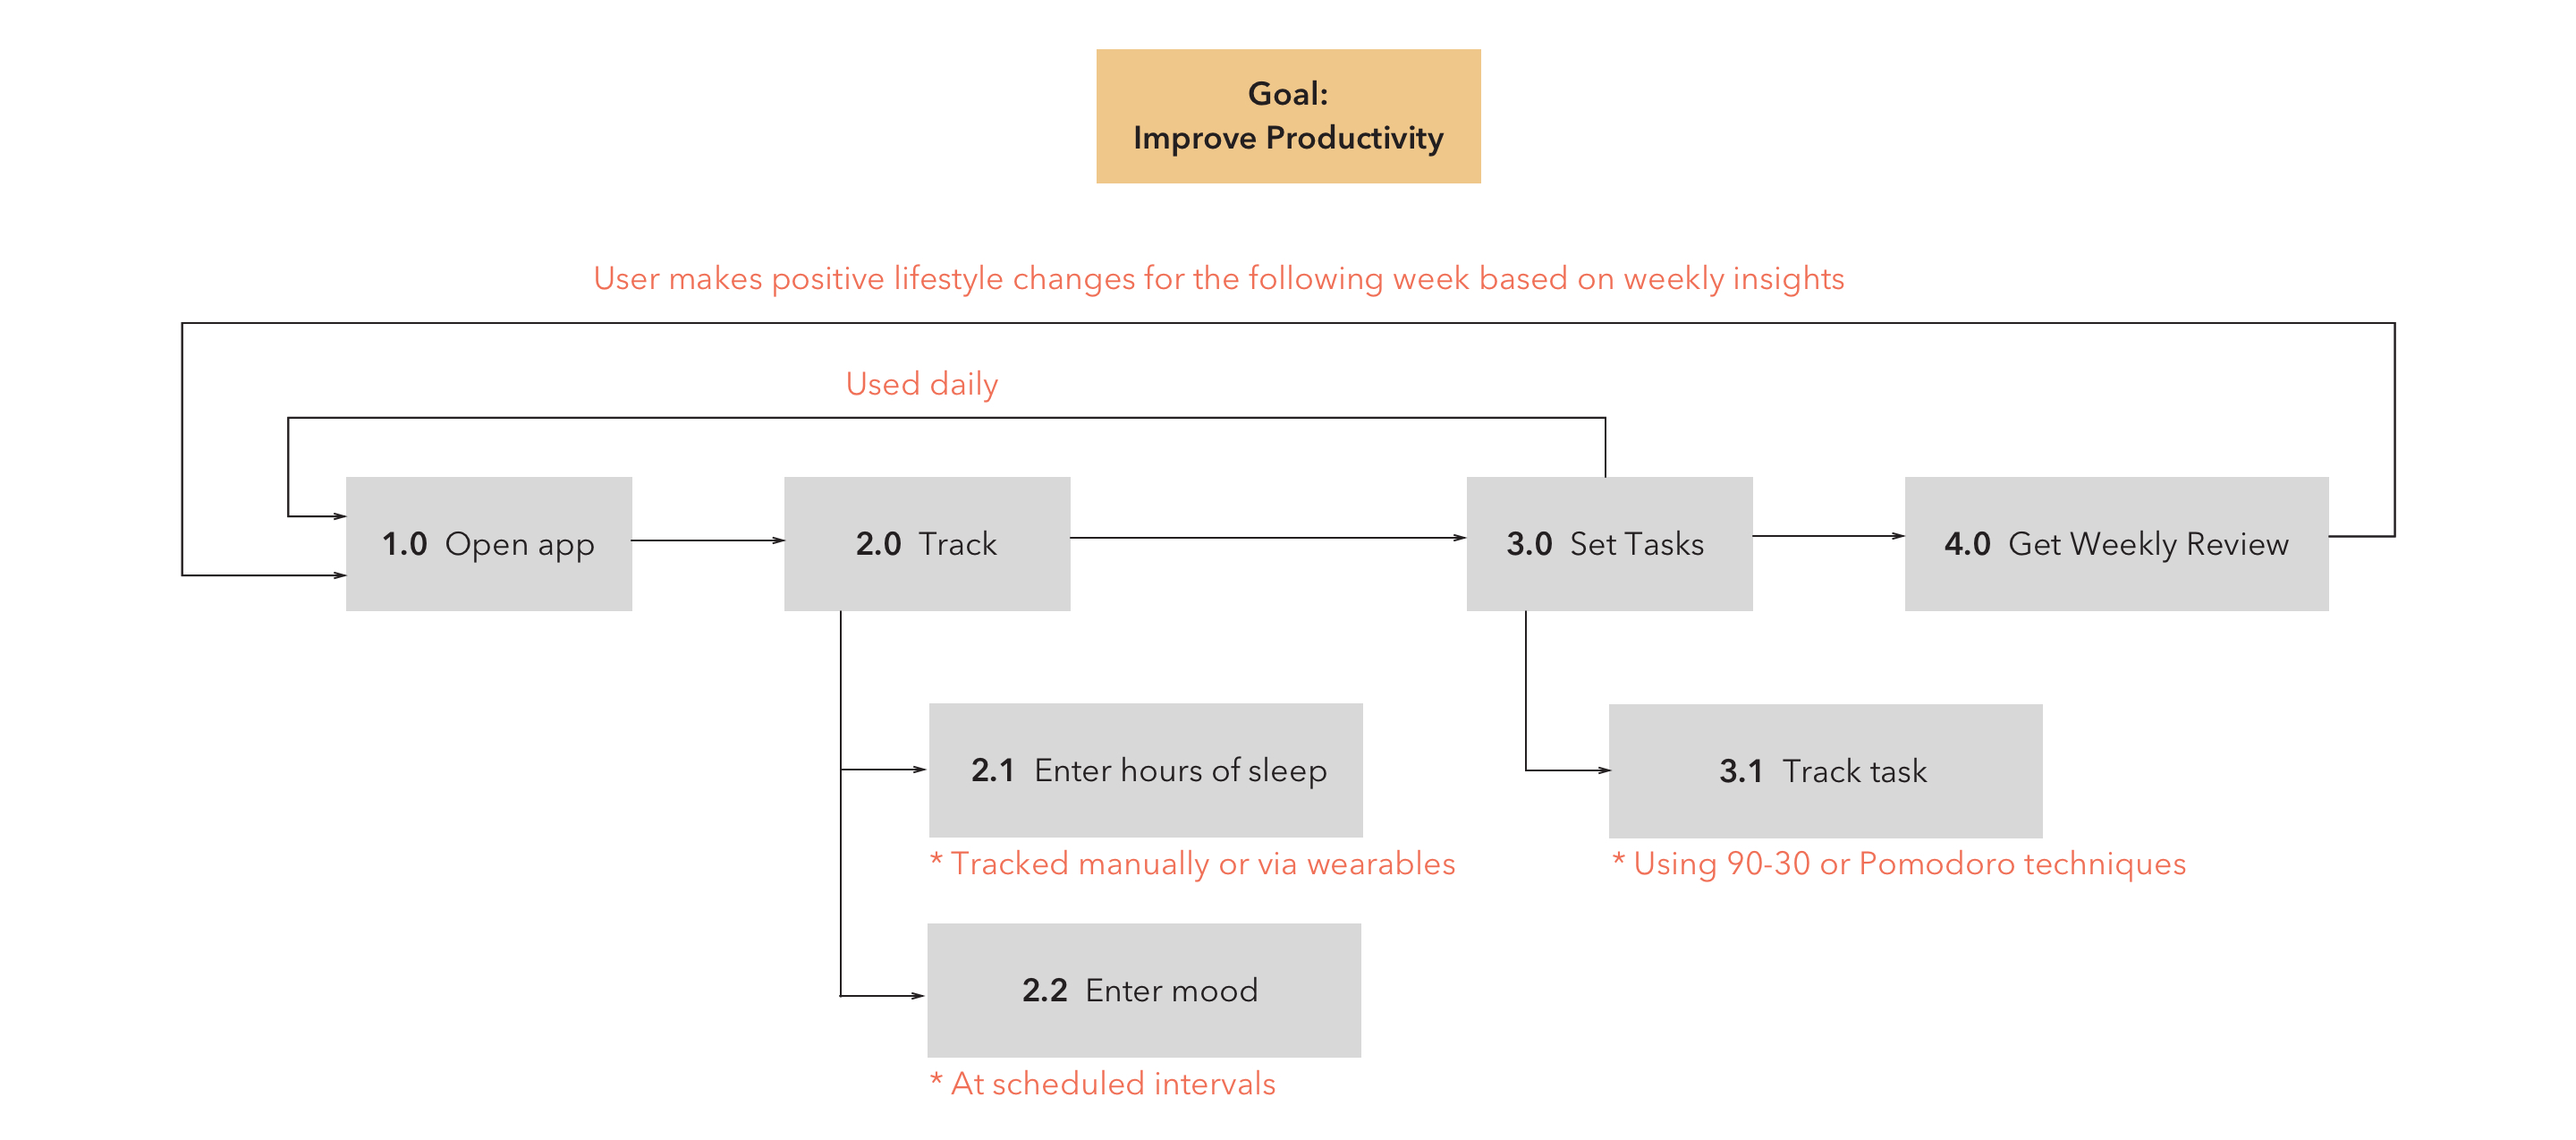 Goal:
Improve Productivity
User makes positive lifestyle changes for the following week based on weekly insights
Used daily
1.0 Open app
2.0 Track
3.0 Set Tasks
4.0 Get Weekly Review
2.1 Enter hours of sleep
* Tracked manually or via wearables
3.1 Track task
* Using 90-30 or Pomodoro techniques
2.2 Enter mood
* At scheduled intervals